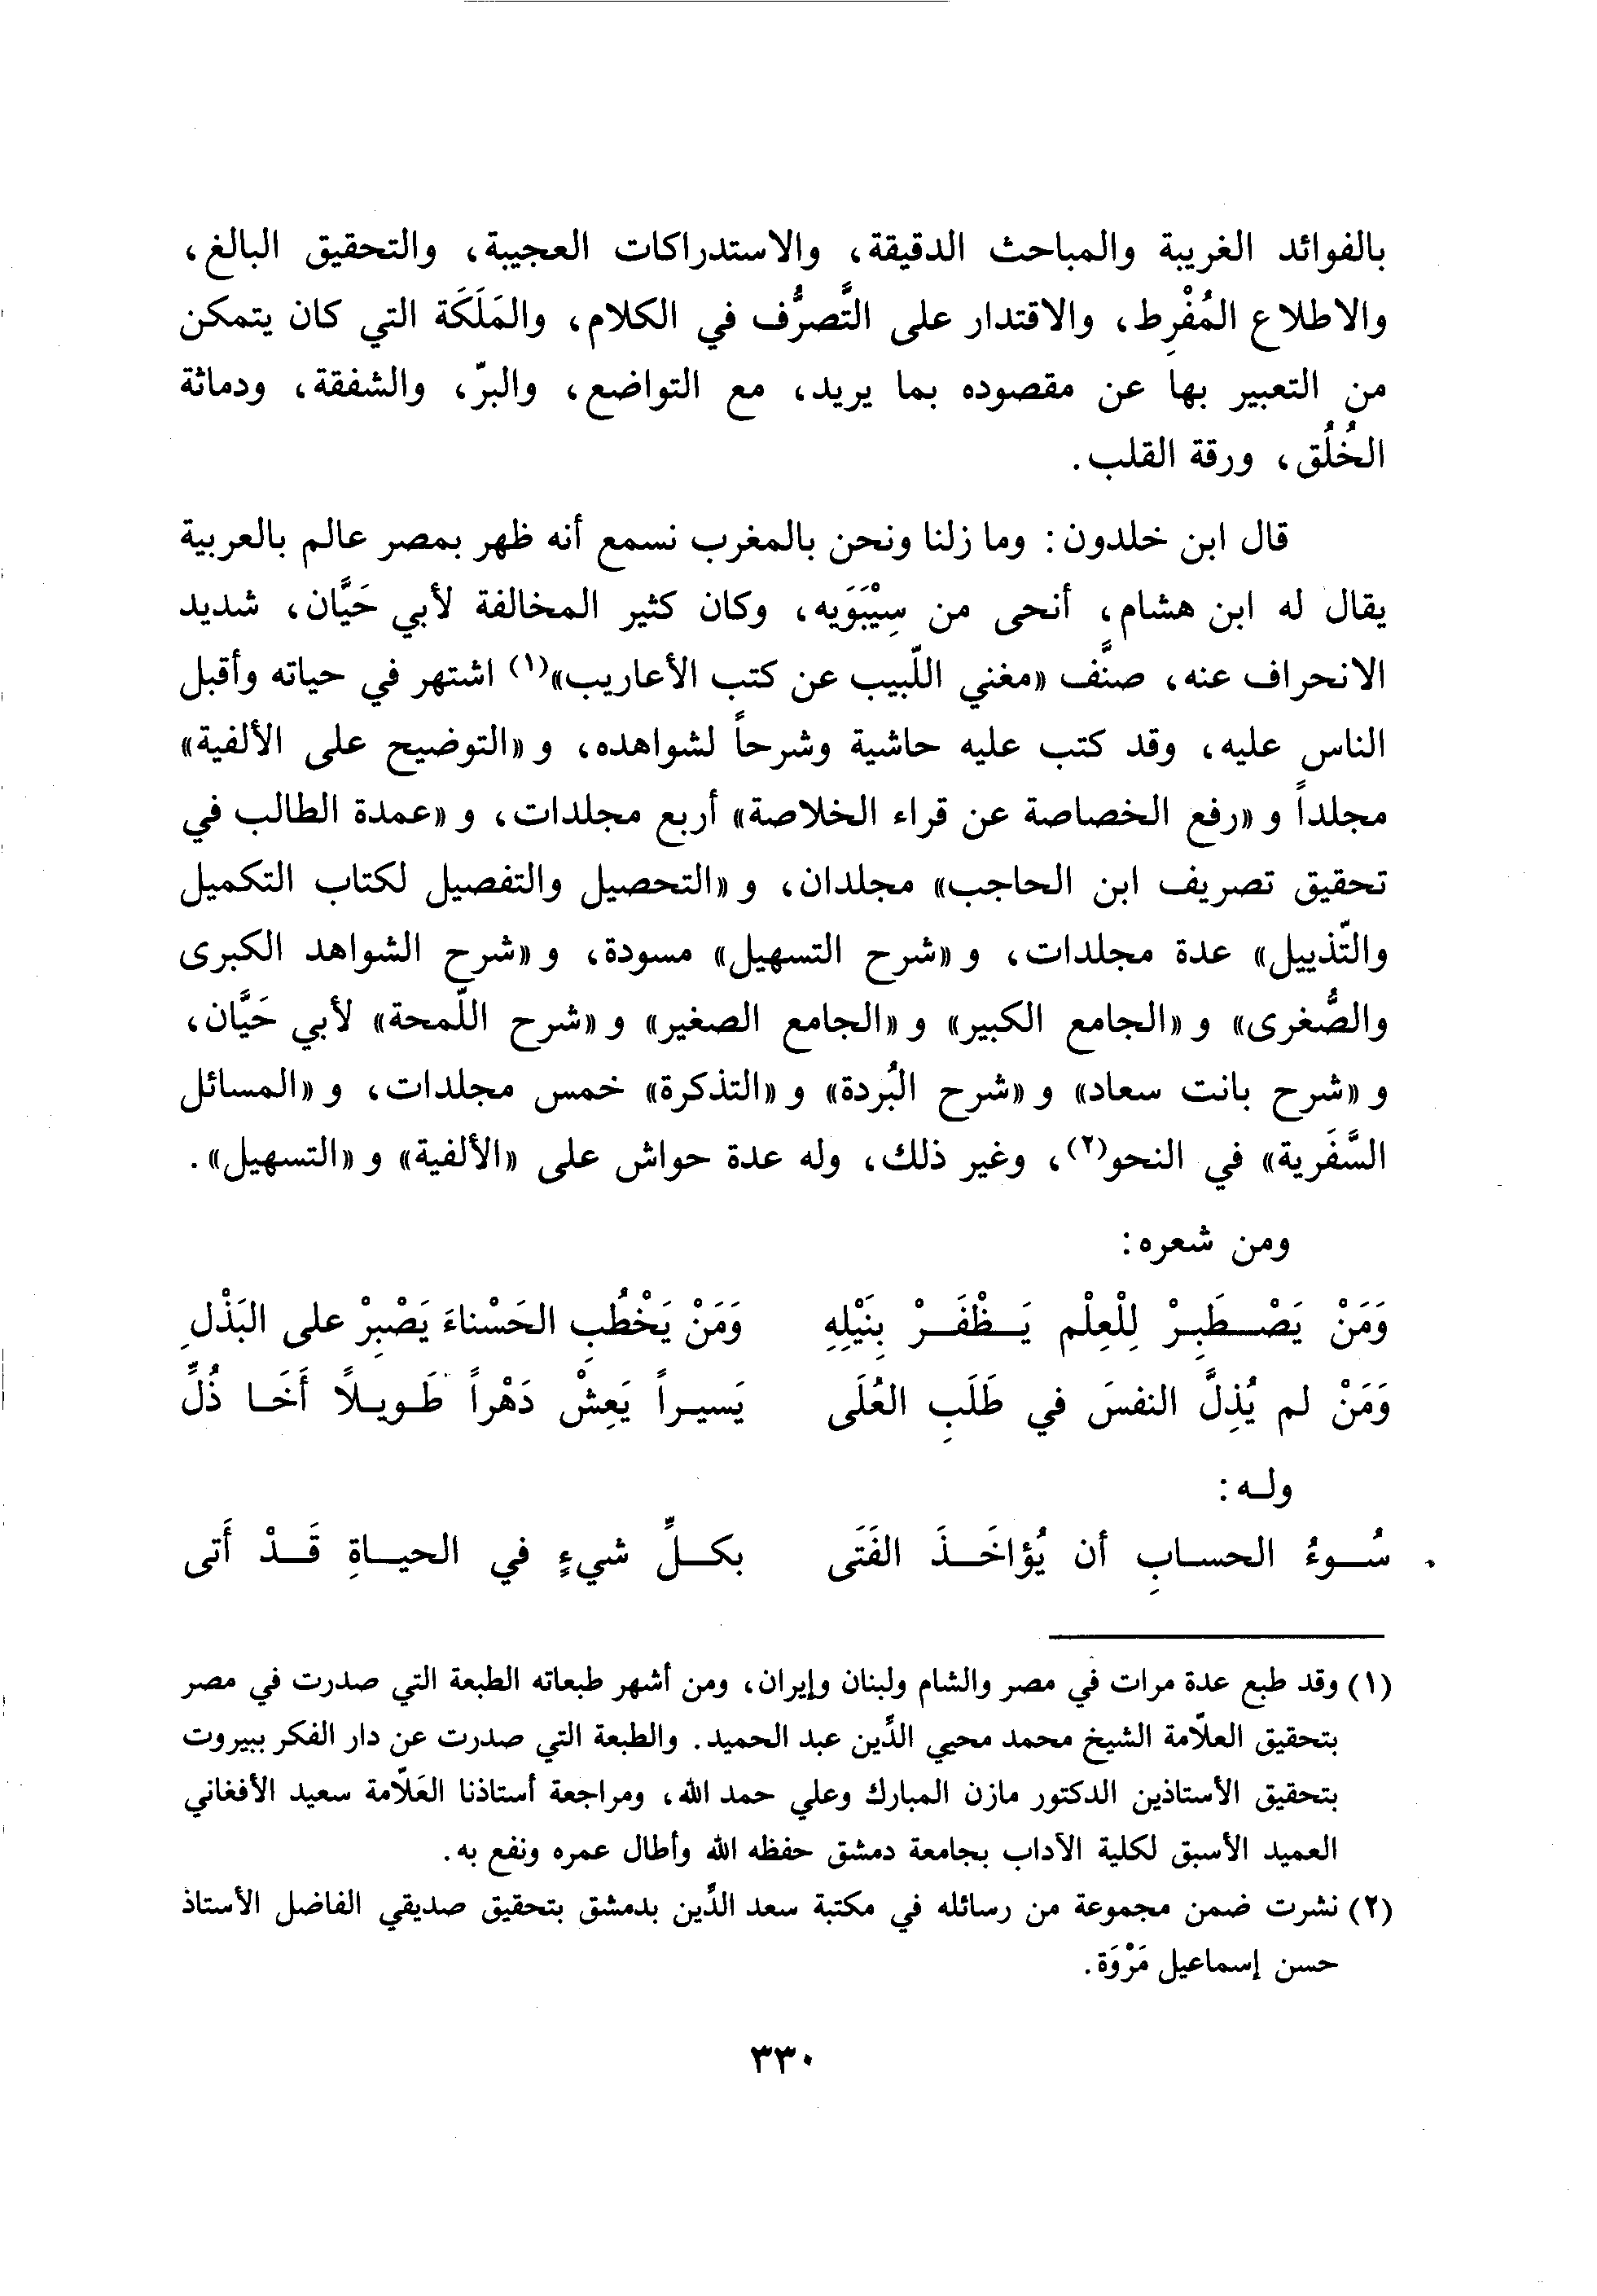 بالفوائد الغريبة والمباحث الدقيقة، والاستدراكات العجيبة، والتحقيق البالغ،
والاطلاع المُفْرِط، والاقتدار على التَّصرُّف في الكلام، والمَلَكَة التي كان يتمكن
من التعبير بها عن مقصوده بما يريد، مع التواضع، والبرّ، والشفقة، ودماثة
الخُلُق، ورقة القلب.
قال ابن خلدون: وما زلنا ونحن بالمغرب نسمع أنه ظهر بمصر عالم بالعربية
يقال له ابن هشام، أنحى من سِيْبَوَيه، وكان كثير المخالفة لأبي حَيَّان، شديد
الانحراف عنه، صنَّف «مغني اللّبيب عن كتب الأعاريب»(١) اشتهر في حياته وأقبل
الناس عليه، وقد كتب عليه حاشية وشرحاً لشواهده، و «التوضيح على الألفية»
مجلداً و «رفع الخصاصة عن قراء الخلاصة» أربع مجلدات، و «عمدة الطالب في
تحقيق تصريف ابن الحاجب» مجلدان، و «التحصيل والتفصيل لكتاب التكميل
والتّذييل» عدة مجلدات، و «شرح التسهيل» مسودة، و «شرح الشواهد الكبرى
والصُّغرى» و «الجامع الكبير» و «الجامع الصغير» و «شرح اللّمحة» لأبي حَيَّان،
و «شرح بانت سعاد» و «شرح البُردة» و «التذكرة» خمس مجلدات، و «المسائل
السَّفَرية» في النحو(٢)، وغير ذلك، وله عدة حواش على «الألفية» و «التسهيل».
ومن شعره:
وَمَنْ يَصْطَبِرْ لِلْعِلْم يَظْفَرْ بِنَيْلِهِ وَمَنْ يَخْطُبِ الحَسْناءَ يَصْبِرْ على البَذْلِ
وَمَنْ لم يُذِلَّ النفسَ في طَلَبِ العُلَى يَسيراً يَعِشْ دَهْراً طَويلاً أَخَا ذُلِّ
وله:
سُوءُ الحسابِ أن يُؤاخَذَ الفَتَى بكلِّ شيءٍ في الحياةِ قَدْ أَتى
(١) وقد طبع عدة مرات في مصر والشام ولبنان وإيران، ومن أشهر طبعاته الطبعة التي صدرت في مصر
بتحقيق العلاّمة الشيخ محمد محيي الدِّين عبد الحميد. والطبعة التي صدرت عن دار الفكر ببيروت
بتحقيق الأستاذين الدكتور مازن المبارك وعلي حمد الله، ومراجعة أستاذنا العَلاّمة سعيد الأفغاني
العميد الأسبق لكلية الآداب بجامعة دمشق حفظه الله وأطال عمره ونفع به.
(٢) نشرت ضمن مجموعة من رسائله في مكتبة سعد الدِّين بدمشق بتحقيق صديقي الفاضل الأستاذ
حسن إسماعيل مَرْوَة.
٣٣٠